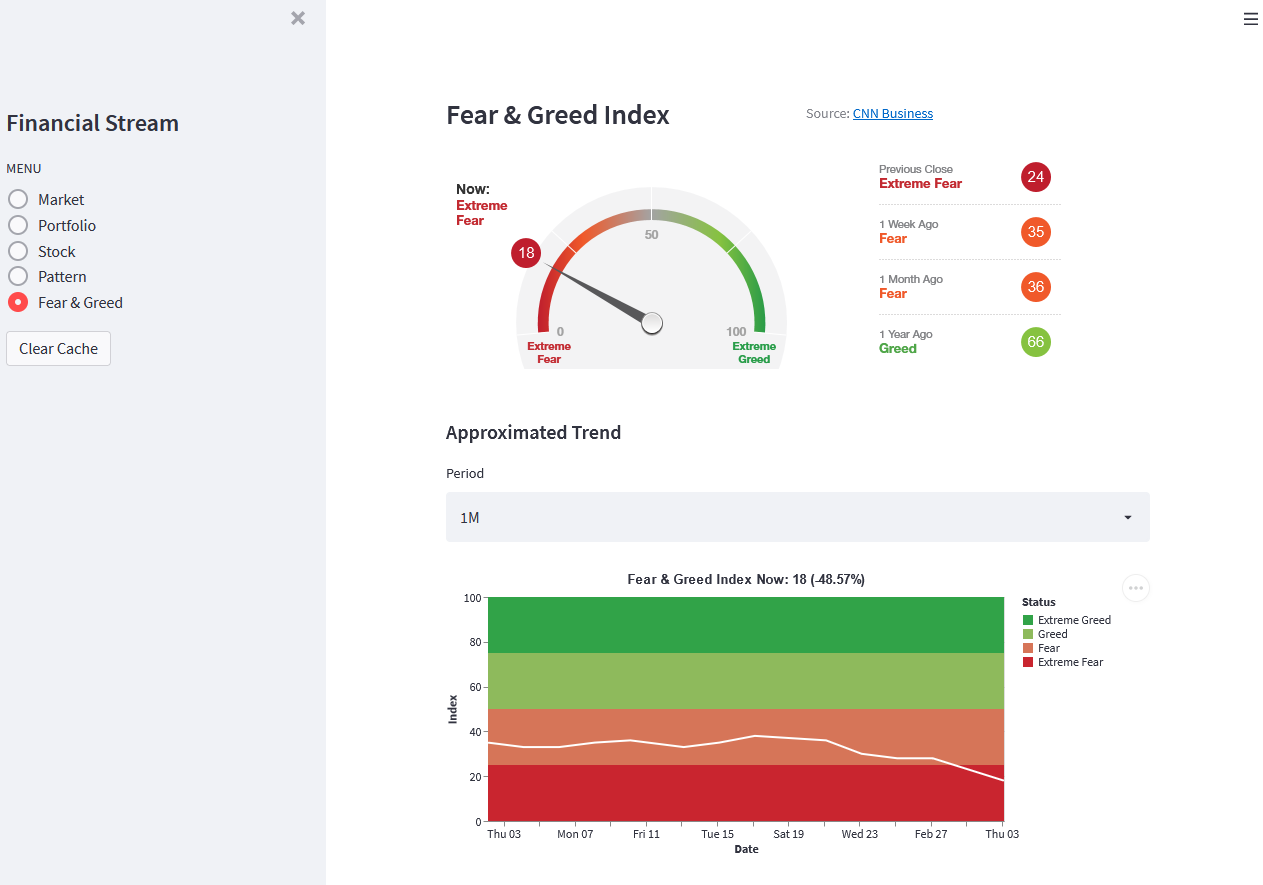 Financial Stream
MENU
Market
Portfolio
Stock
Pattern
Fear & Greed
Clear Cache
Fear & Greed Index
Source: CNN Business
Now:
Extreme
Fear
18
50
0
100
Extreme
Fear
Extreme
Greed
Previous Close
Extreme Fear
24
1 Week Ago
Fear
35
1 Month Ago
Fear
36
1 Year Ago
Greed
66
Approximated Trend
Period
1M
Fear & Greed Index Now: 18 (-48.57%)
Index
100
80
60
40
20
0
Thu 03
Mon 07
Fri 11
Tue 15
Sat 19
Wed 23
Feb 27
Thu 03
Date
Status
Extreme Greed
Greed
Fear
Extreme Fear